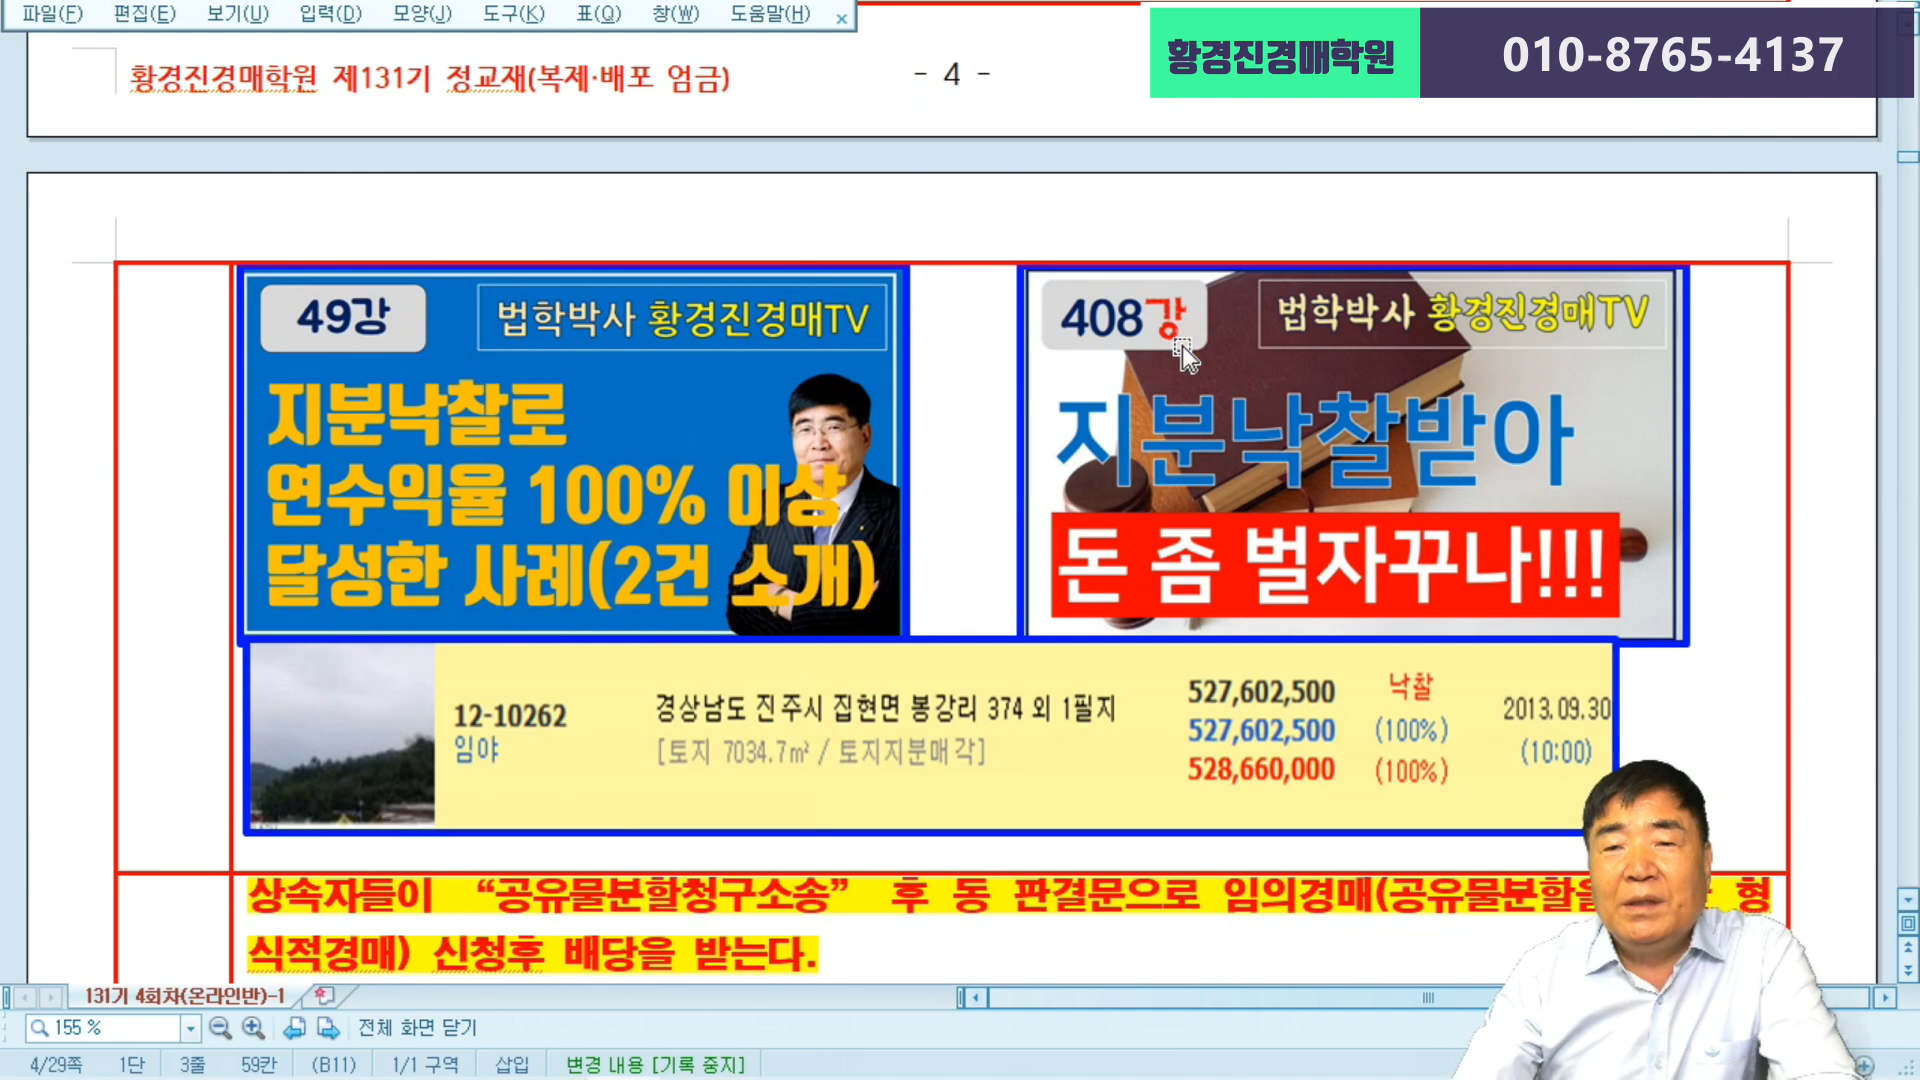 파일(F) 편집(E) 보기(U) 입력(D) 모양(J) 도구(K) 표(Q) 창(W) 도움말(H) x
황경진경매학원 010-8765-4137
황경진경매학원 제131기 정교재(복제·배포 엄금) - 4 -
49강 법학박사 황경진경매TV
지분낙찰로
연수익율 100% 이상
달성한 사례(2건 소개)
408강 법학박사 황경진경매TV
지분낙찰받아
돈 좀 벌자꾸나!!!
12-10262
임야
경상남도 진주시 집현면 봉강리 374 외 1필지
[토지 7034.7㎡ / 토지지분매각]
527,602,500 낙찰
527,602,500 (100%)
528,660,000 (100%)
2013.09.30
(10:00)
상속자들이 “공유물분할청구소송” 후 동 판결문으로 임의경매(공유물분할을 형
식적경매) 신청후 배당을 받는다.
131기 4회차(온라인반)-1
155 % 전체 화면 닫기
4/29쪽 1단 3줄 59칸 (B11) 1/1 구역 삽입 변경 내용 [기록 중지]